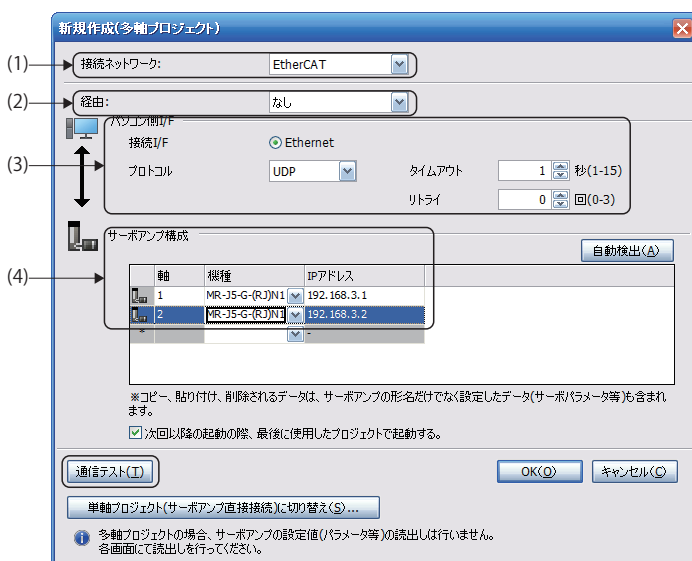 新規作成(多軸プロジェクト)
(1) 接続ネットワーク: EtherCAT
(2) 経由: なし
パソコン側I/F
接続I/F Ethernet
(3) プロトコル UDP タイムアウト 1 秒(1-15)
リトライ 0 回(0-3)
サーボアンプ構成
自動検出(A)
(4)
軸 機種 IPアドレス
1 MR-J5-G-(RJ)N1 192.168.3.1
2 MR-J5-G-(RJ)N1 192.168.3.2
* -
※コピー、貼り付け、削除されるデータは、サーボアンプの形名だけでなく設定したデータ(サーボパラメータ等)も含まれ
ます。
次回以降の起動の際、最後に使用したプロジェクトで起動する。
通信テスト(T) OK(O) キャンセル(C)
単軸プロジェクト(サーボアンプ直接接続)に切り替え(S)...
多軸プロジェクトの場合、サーボアンプの設定値(パラメータ等)の読出しは行いません。
各画面にて読出しを行ってください。